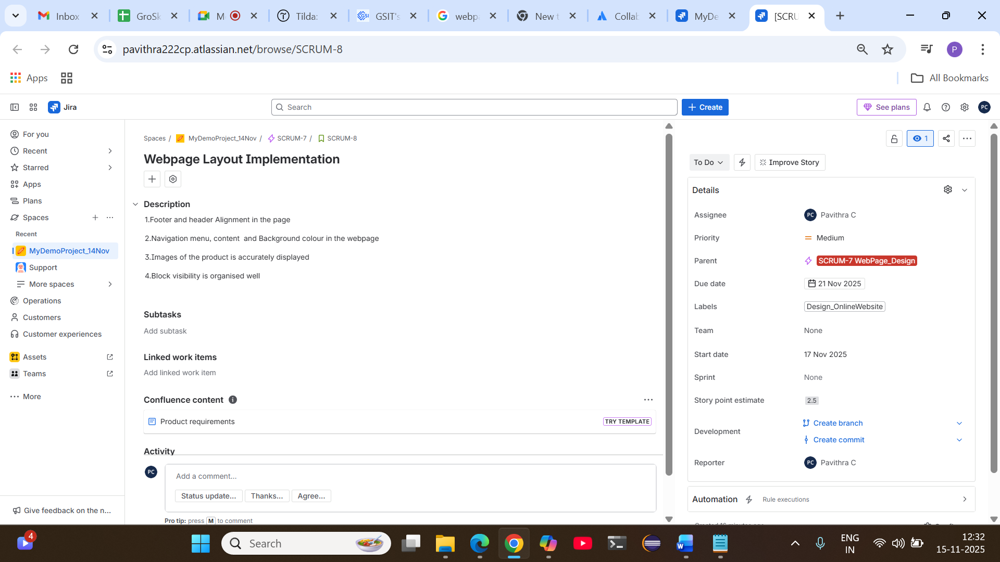 Inbox
GroSk
M
Tilda:
GSIT's
webpa
New t
Collab
MyDe
[SCRU
pavithra222cp.atlassian.net/browse/SCRUM-8
P
Apps
All Bookmarks
Jira
Search
Create
See plans
PC
For you
Recent
Starred
Apps
Plans
Spaces
Recent
MyDemoProject_14Nov
Support
More spaces
Operations
Customers
Customer experiences
Assets
Teams
More
Give feedback on the n...
Spaces / MyDemoProject_14Nov / SCRUM-7 / SCRUM-8
Webpage Layout Implementation
Description
1.Footer and header Alignment in the page
2.Navigation menu, content  and Background colour in the webpage
3.Images of the product is accurately displayed
4.Block visibility is organised well
Subtasks
Add subtask
Linked work items
Add linked work item
Confluence content
Product requirements
TRY TEMPLATE
Activity
PC
Add a comment...
Status update...
Thanks...
Agree...
Pro tip: press M to comment
1
To Do
Improve Story
Details
Assignee
PC Pavithra C
Priority
Medium
Parent
SCRUM-7 WebPage_Design
Due date
21 Nov 2025
Labels
Design_OnlineWebsite
Team
None
Start date
17 Nov 2025
Sprint
None
Story point estimate
2.5
Development
Create branch
Create commit
Reporter
PC Pavithra C
Automation
Rule executions
4
Search
ENG
IN
12:32
15-11-2025